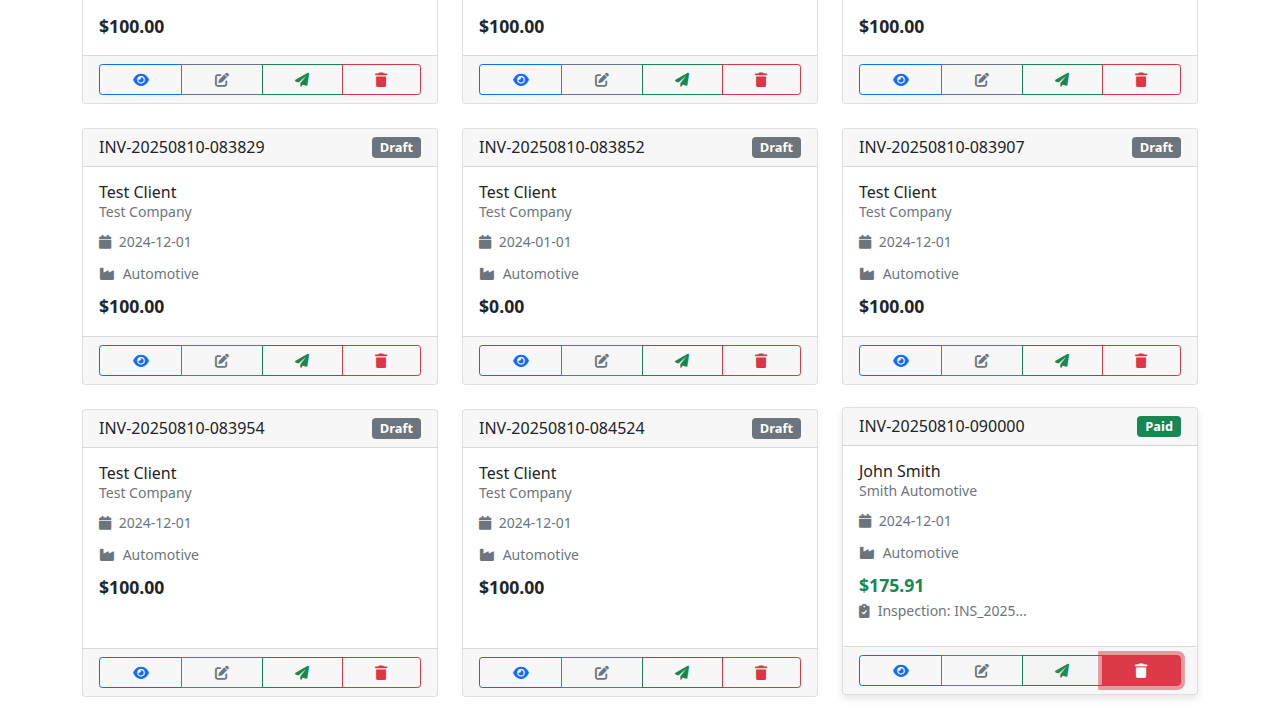 $100.00
$100.00
$100.00
INV-20250810-083829 Draft
Test Client
Test Company
2024-12-01
Automotive
$100.00
INV-20250810-083852 Draft
Test Client
Test Company
2024-01-01
Automotive
$0.00
INV-20250810-083907 Draft
Test Client
Test Company
2024-12-01
Automotive
$100.00
INV-20250810-083954 Draft
Test Client
Test Company
2024-12-01
Automotive
$100.00
INV-20250810-084524 Draft
Test Client
Test Company
2024-12-01
Automotive
$100.00
INV-20250810-090000 Paid
John Smith
Smith Automotive
2024-12-01
Automotive
$175.91
Inspection: INS_2025...